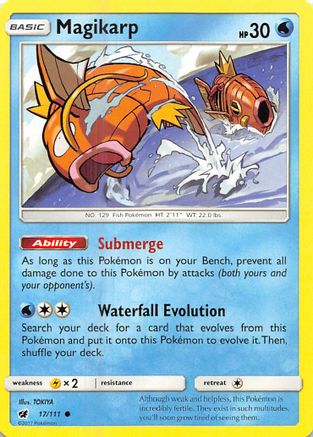 BASIC Magikarp HP 30
NO. 129 Fish Pokémon HT: 2'11" WT: 22.0 lbs.
Ability Submerge
As long as this Pokémon is on your Bench, prevent all
damage done to this Pokémon by attacks (both yours and
your opponent's).
Waterfall Evolution
Search your deck for a card that evolves from this
Pokémon and put it onto this Pokémon to evolve it. Then,
shuffle your deck.
weakness × 2 resistance retreat
Illus. TOKIYA
17/111
©2017 Pokémon
Although weak and helpless, this Pokémon is
incredibly fertile. They exist in such multitudes,
you'll soon grow tired of seeing them.